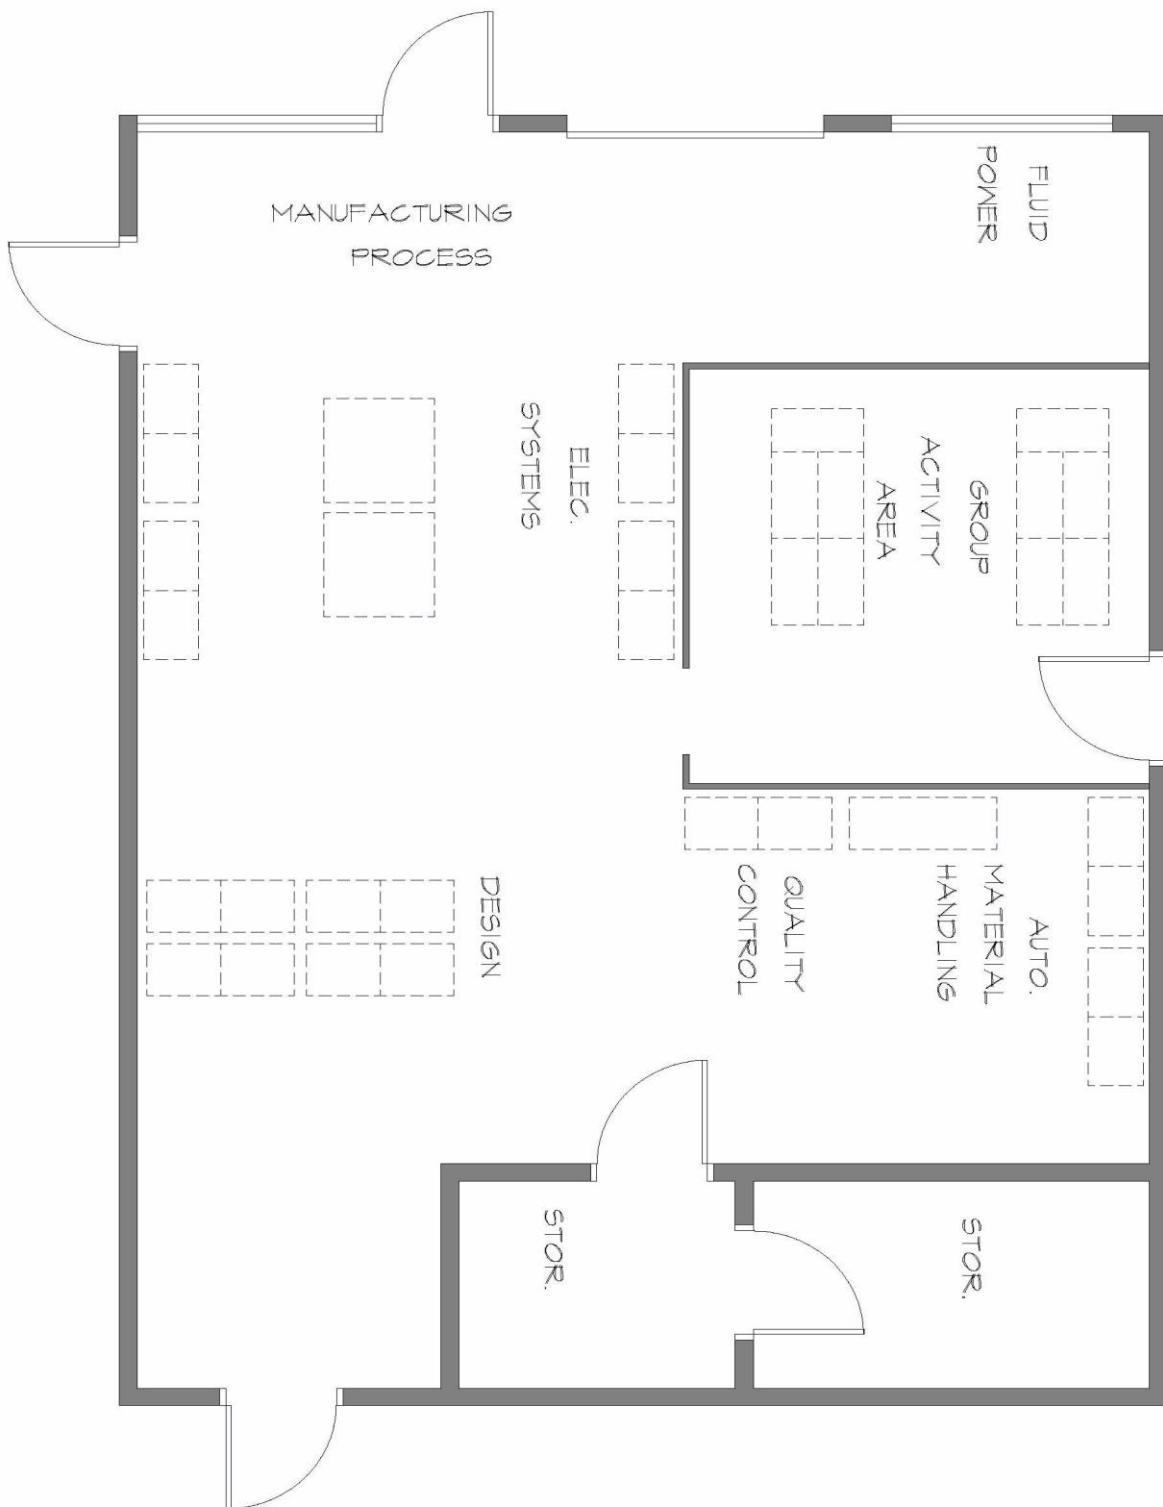 MANUFACTURING
PROCESS
FLUID
POWER
ELEC.
SYSTEMS
GROUP
ACTIVITY
AREA
DESIGN
QUALITY
CONTROL
AUTO.
MATERIAL
HANDLING
STOR.
STOR.